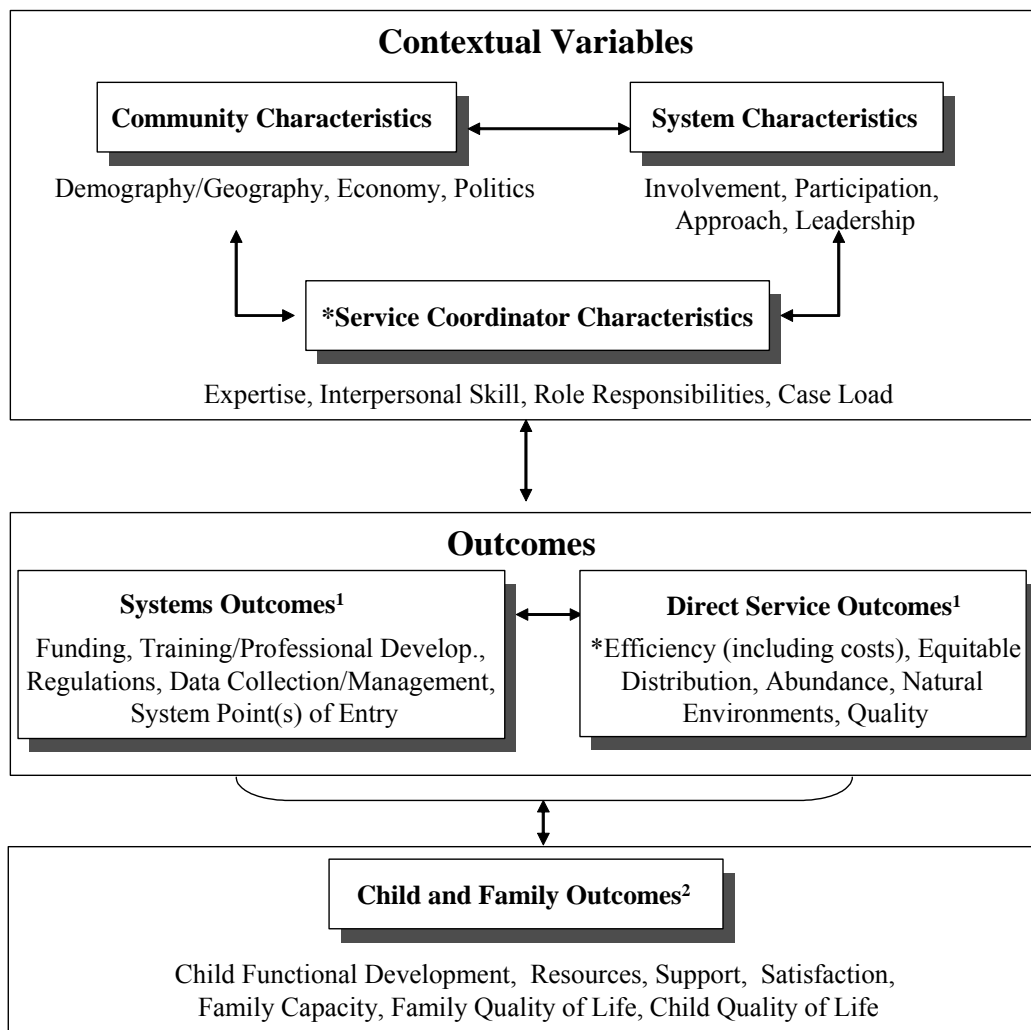 Contextual Variables
Community Characteristics
System Characteristics
Demography/Geography, Economy, Politics
Involvement, Participation,
Approach, Leadership
*Service Coordinator Characteristics
Expertise, Interpersonal Skill, Role Responsibilities, Case Load
Outcomes
Systems Outcomes¹
Funding, Training/Professional Develop.,
Regulations, Data Collection/Management,
System Point(s) of Entry
Direct Service Outcomes¹
*Efficiency (including costs), Equitable
Distribution, Abundance, Natural
Environments, Quality
Child and Family Outcomes²
Child Functional Development, Resources, Support, Satisfaction,
Family Capacity, Family Quality of Life, Child Quality of Life